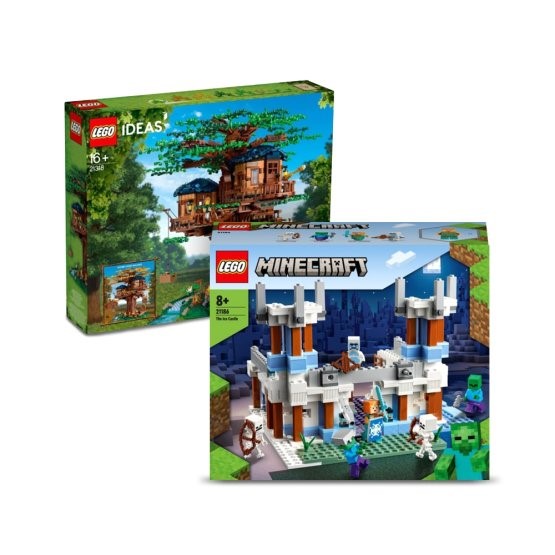 LEGO IDEAS
16+
21318
LEGO MINECRAFT
8+
21186
The Ice Castle